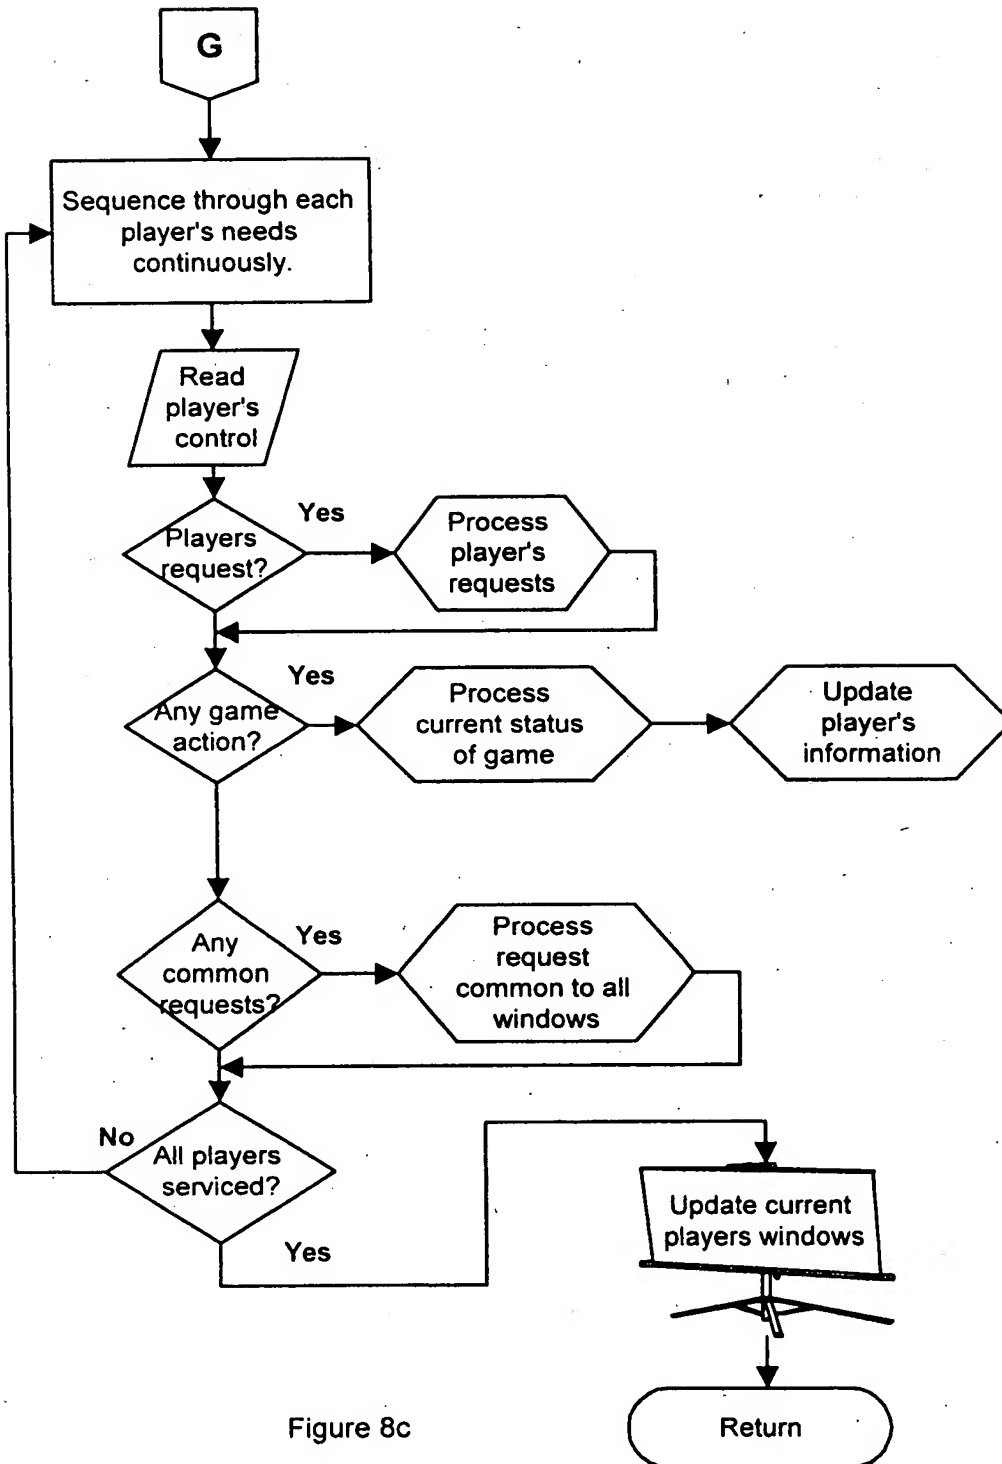 G
Sequence through each
player's needs
continuously.
Read
player's
control
Players
request?
Yes
Process
player's
requests
Any game
action?
Yes
Process
current status
of game
Update
player's
information
Any
common
requests?
Yes
Process
request
common to all
windows
No
All players
serviced?
Yes
Update current
players windows
Return
Figure 8c